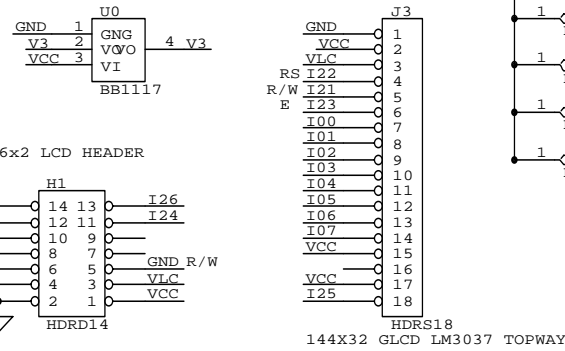 U0
GND 1 GNG
V3 2 VO VO 4 V3
VCC 3 VI
BB1117
6x2 LCD HEADER
H1
14 13 I26
12 11 I24
10 9
8 7
6 5 GND R/W
4 3 VLC
2 1 VCC
HDRD14
J3
GND 1
VCC 2
VLC 3
RS I22 4
R/W I21 5
E I23 6
I00 7
I01 8
I02 9
I03 10
I04 11
I05 12
I06 13
I07 14
VCC 15
16
VCC 17
I25 18
HDRS18
144X32 GLCD LM3037 TOPWAY
1
1
1
1